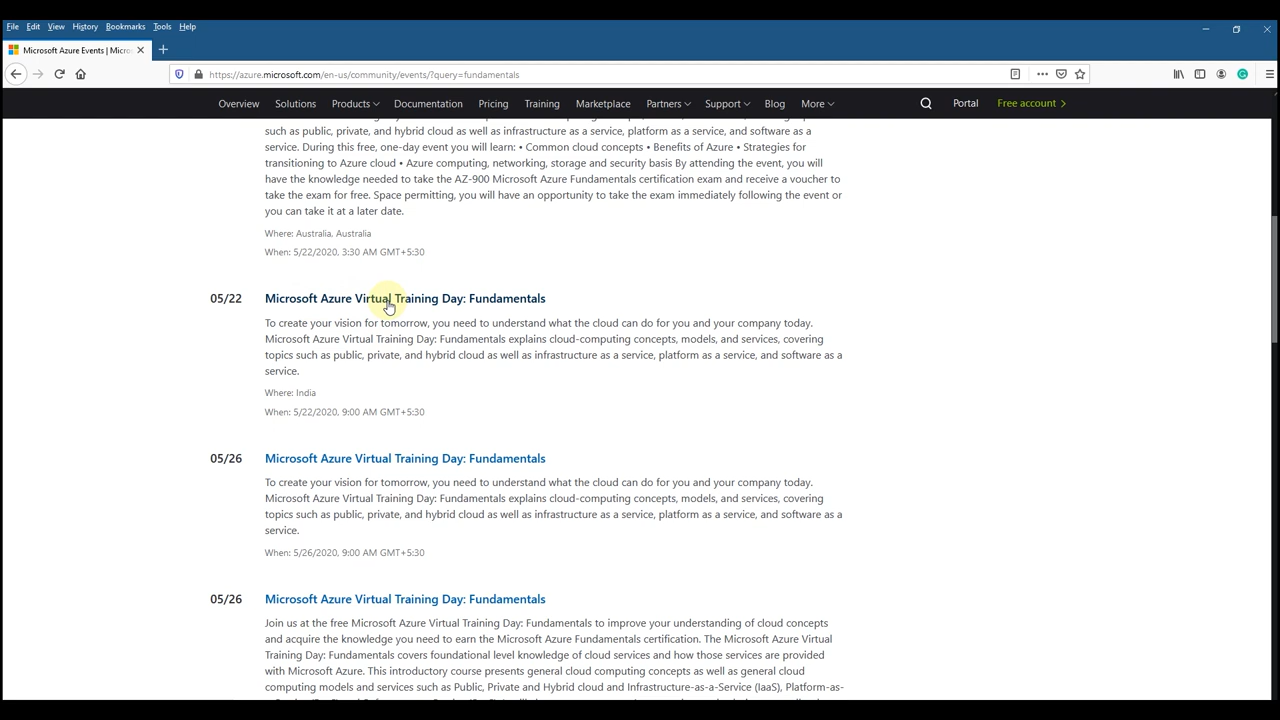 File Edit View History Bookmarks Tools Help
Microsoft Azure Events | Micro
https://azure.microsoft.com/en-us/community/events/?query=fundamentals
Overview Solutions Products Documentation Pricing Training Marketplace Partners Support Blog More Portal Free account
such as public, private, and hybrid cloud as well as infrastructure as a service, platform as a service, and software as a
service. During this free, one-day event you will learn: • Common cloud concepts • Benefits of Azure • Strategies for
transitioning to Azure cloud • Azure computing, networking, storage and security basis By attending the event, you will
have the knowledge needed to take the AZ-900 Microsoft Azure Fundamentals certification exam and receive a voucher to
take the exam for free. Space permitting, you will have an opportunity to take the exam immediately following the event or
you can take it at a later date.
Where: Australia, Australia
When: 5/22/2020, 3:30 AM GMT+5:30
05/22 Microsoft Azure Virtual Training Day: Fundamentals
To create your vision for tomorrow, you need to understand what the cloud can do for you and your company today.
Microsoft Azure Virtual Training Day: Fundamentals explains cloud-computing concepts, models, and services, covering
topics such as public, private, and hybrid cloud as well as infrastructure as a service, platform as a service, and software as a
service.
Where: India
When: 5/22/2020, 9:00 AM GMT+5:30
05/26 Microsoft Azure Virtual Training Day: Fundamentals
To create your vision for tomorrow, you need to understand what the cloud can do for you and your company today.
Microsoft Azure Virtual Training Day: Fundamentals explains cloud-computing concepts, models, and services, covering
topics such as public, private, and hybrid cloud as well as infrastructure as a service, platform as a service, and software as a
service.
When: 5/26/2020, 9:00 AM GMT+5:30
05/26 Microsoft Azure Virtual Training Day: Fundamentals
Join us at the free Microsoft Azure Virtual Training Day: Fundamentals to improve your understanding of cloud concepts
and acquire the knowledge you need to earn the Microsoft Azure Fundamentals certification. The Microsoft Azure Virtual
Training Day: Fundamentals covers foundational level knowledge of cloud services and how those services are provided
with Microsoft Azure. This introductory course presents general cloud computing concepts as well as general cloud
computing models and services such as Public, Private and Hybrid cloud and Infrastructure-as-a-Service (IaaS), Platform-as-